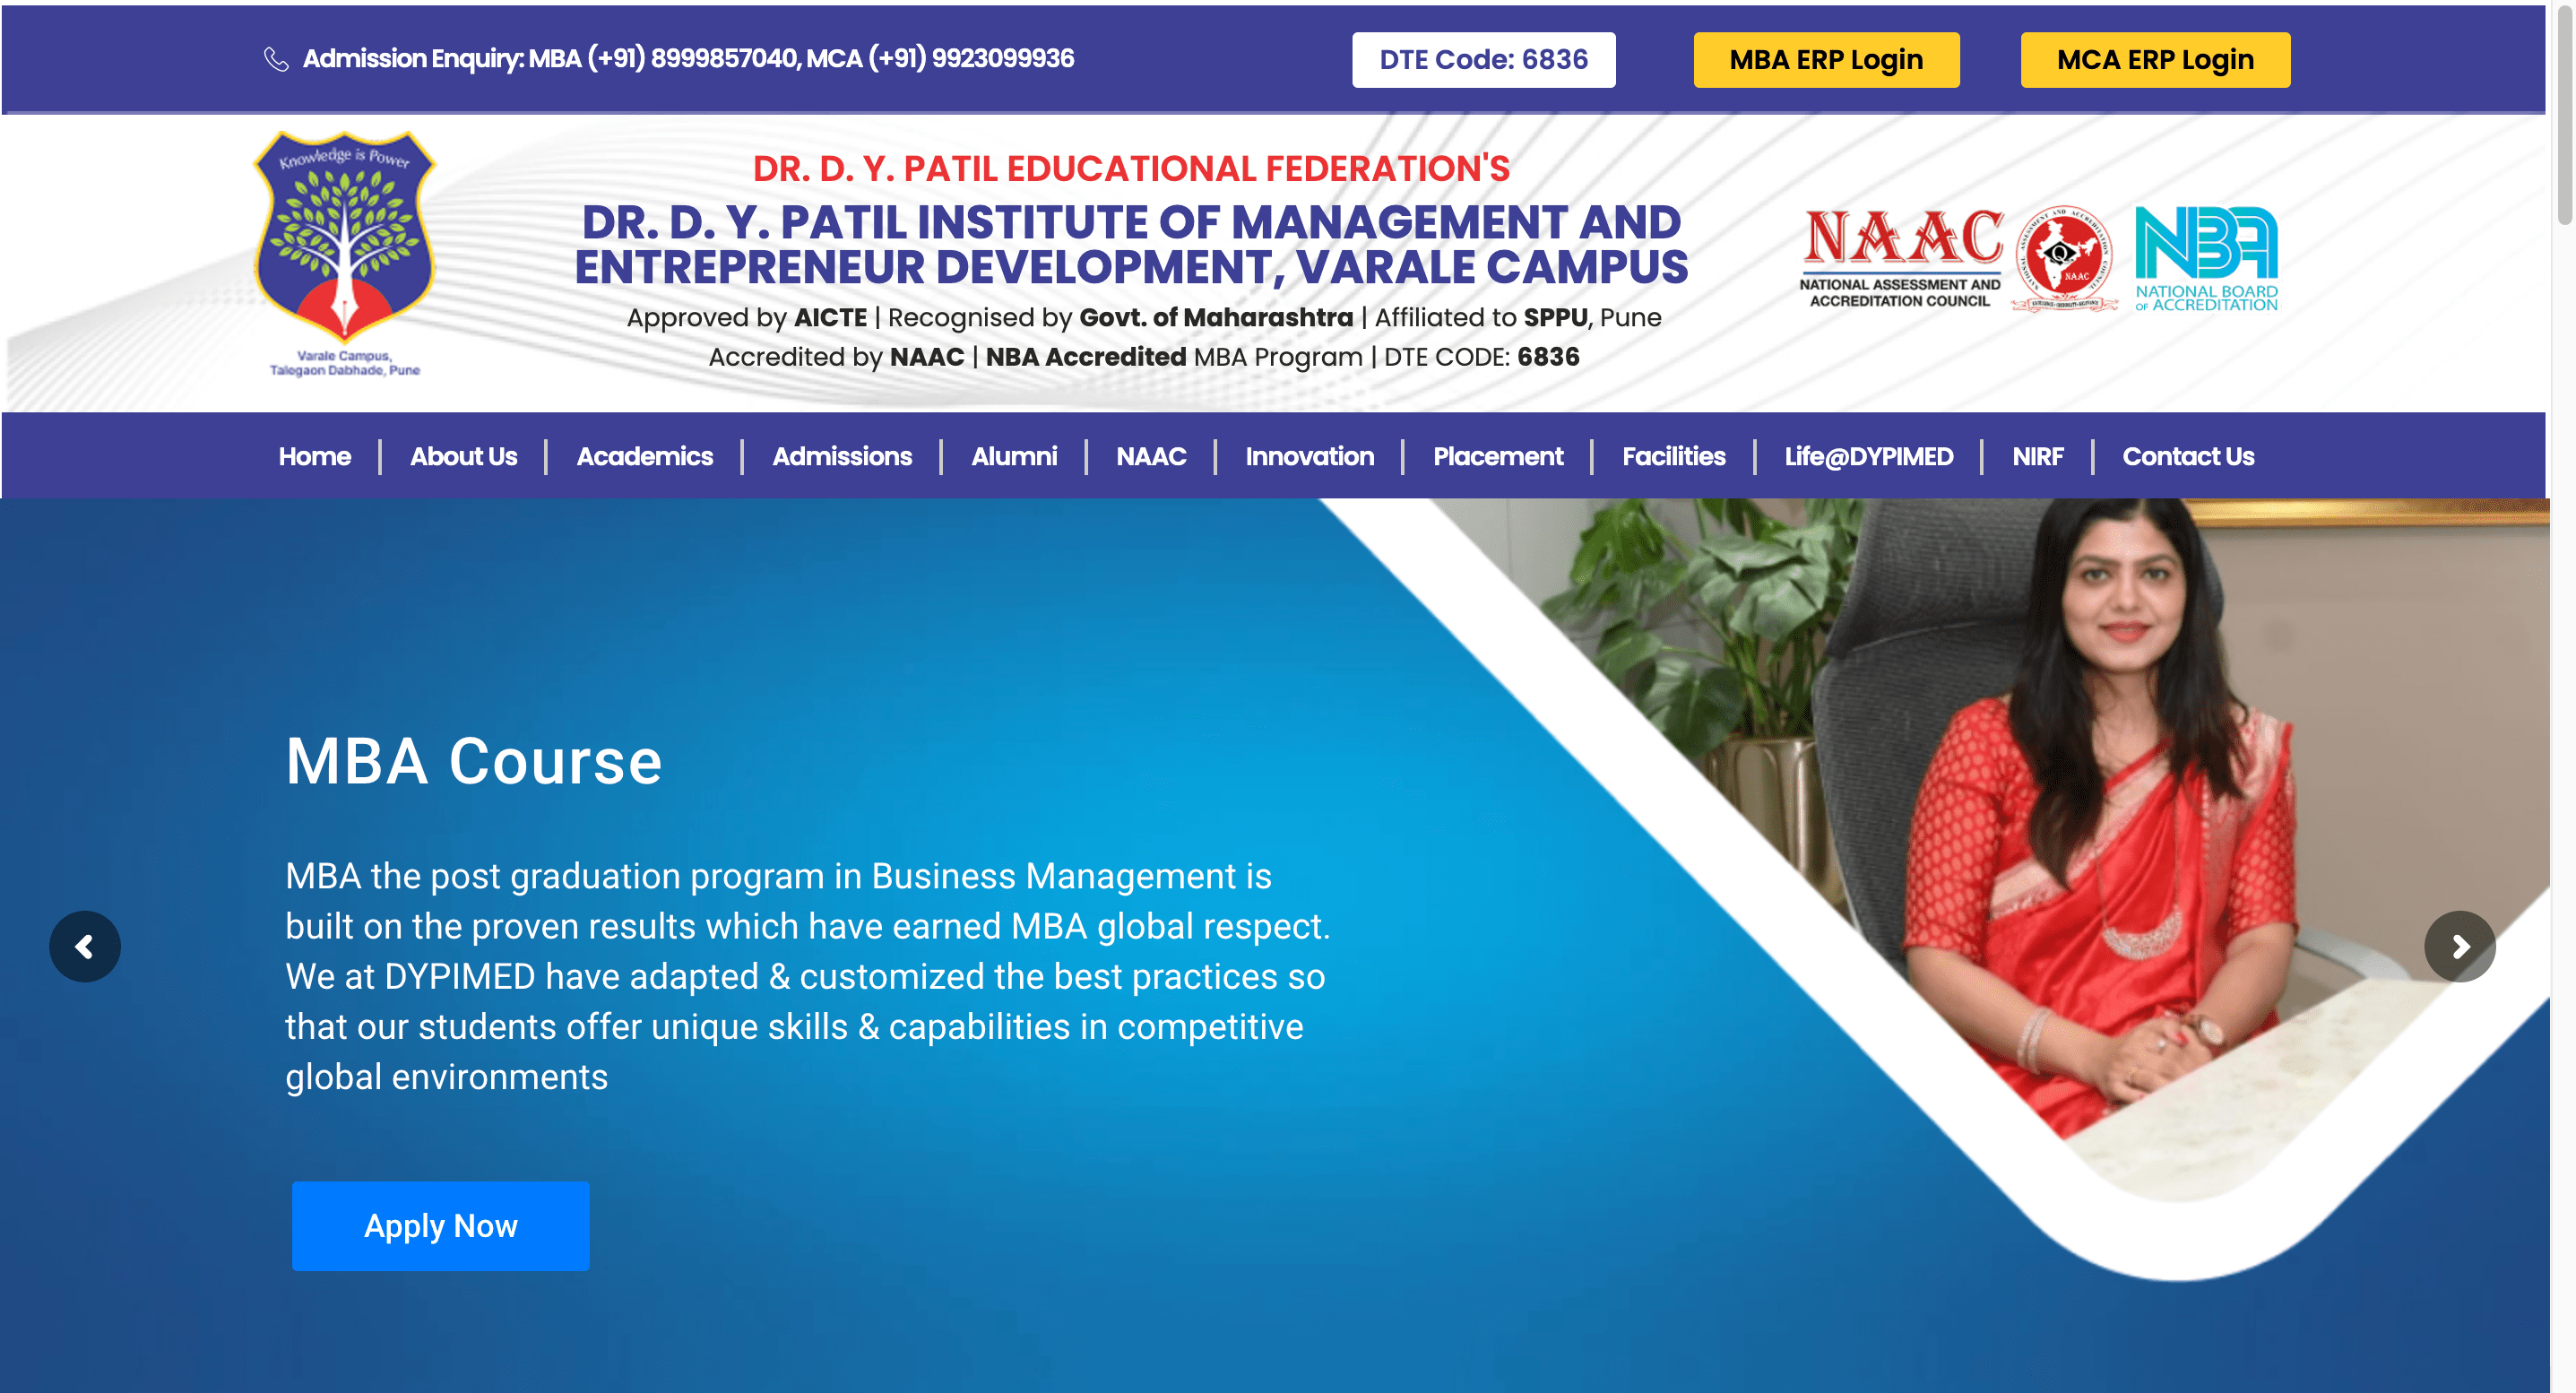 Admission Enquiry: MBA (+91) 8999857040, MCA (+91) 9923099936
DTE Code: 6836
MBA ERP Login
MCA ERP Login
Knowledge is Power
Varale Campus,
Talegaon Dabhade, Pune
DR. D. Y. PATIL EDUCATIONAL FEDERATION'S
DR. D. Y. PATIL INSTITUTE OF MANAGEMENT AND
ENTREPRENEUR DEVELOPMENT, VARALE CAMPUS
Approved by AICTE | Recognised by Govt. of Maharashtra | Affiliated to SPPU, Pune
Accredited by NAAC | NBA Accredited MBA Program | DTE CODE: 6836
NAAC
NATIONAL ASSESSMENT AND
ACCREDITATION COUNCIL
NATIONAL ASSESSMENT AND ACCREDITATION COUNCIL
NAAC
NBA
NATIONAL BOARD
OF ACCREDITATION
Home | About Us | Academics | Admissions | Alumni | NAAC | Innovation | Placement | Facilities | Life@DYPIMED | NIRF | Contact Us
MBA Course
MBA the post graduation program in Business Management is
built on the proven results which have earned MBA global respect.
We at DYPIMED have adapted & customized the best practices so
that our students offer unique skills & capabilities in competitive
global environments
Apply Now